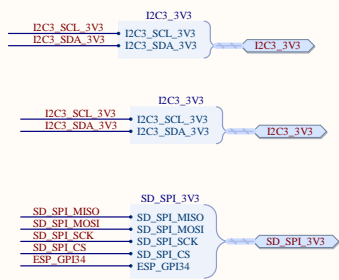 I2C3_3V3
I2C3_SCL_3V3 I2C3_SCL_3V3
I2C3_SDA_3V3 I2C3_SDA_3V3 I2C3_3V3
I2C3_3V3
I2C3_SCL_3V3 I2C3_SCL_3V3
I2C3_SDA_3V3 I2C3_SDA_3V3 I2C3_3V3
SD_SPI_3V3
SD_SPI_MISO SD_SPI_MISO
SD_SPI_MOSI SD_SPI_MOSI
SD_SPI_SCK SD_SPI_SCK SD_SPI_3V3
SD_SPI_CS SD_SPI_CS
ESP_GPI34 ESP_GPI34